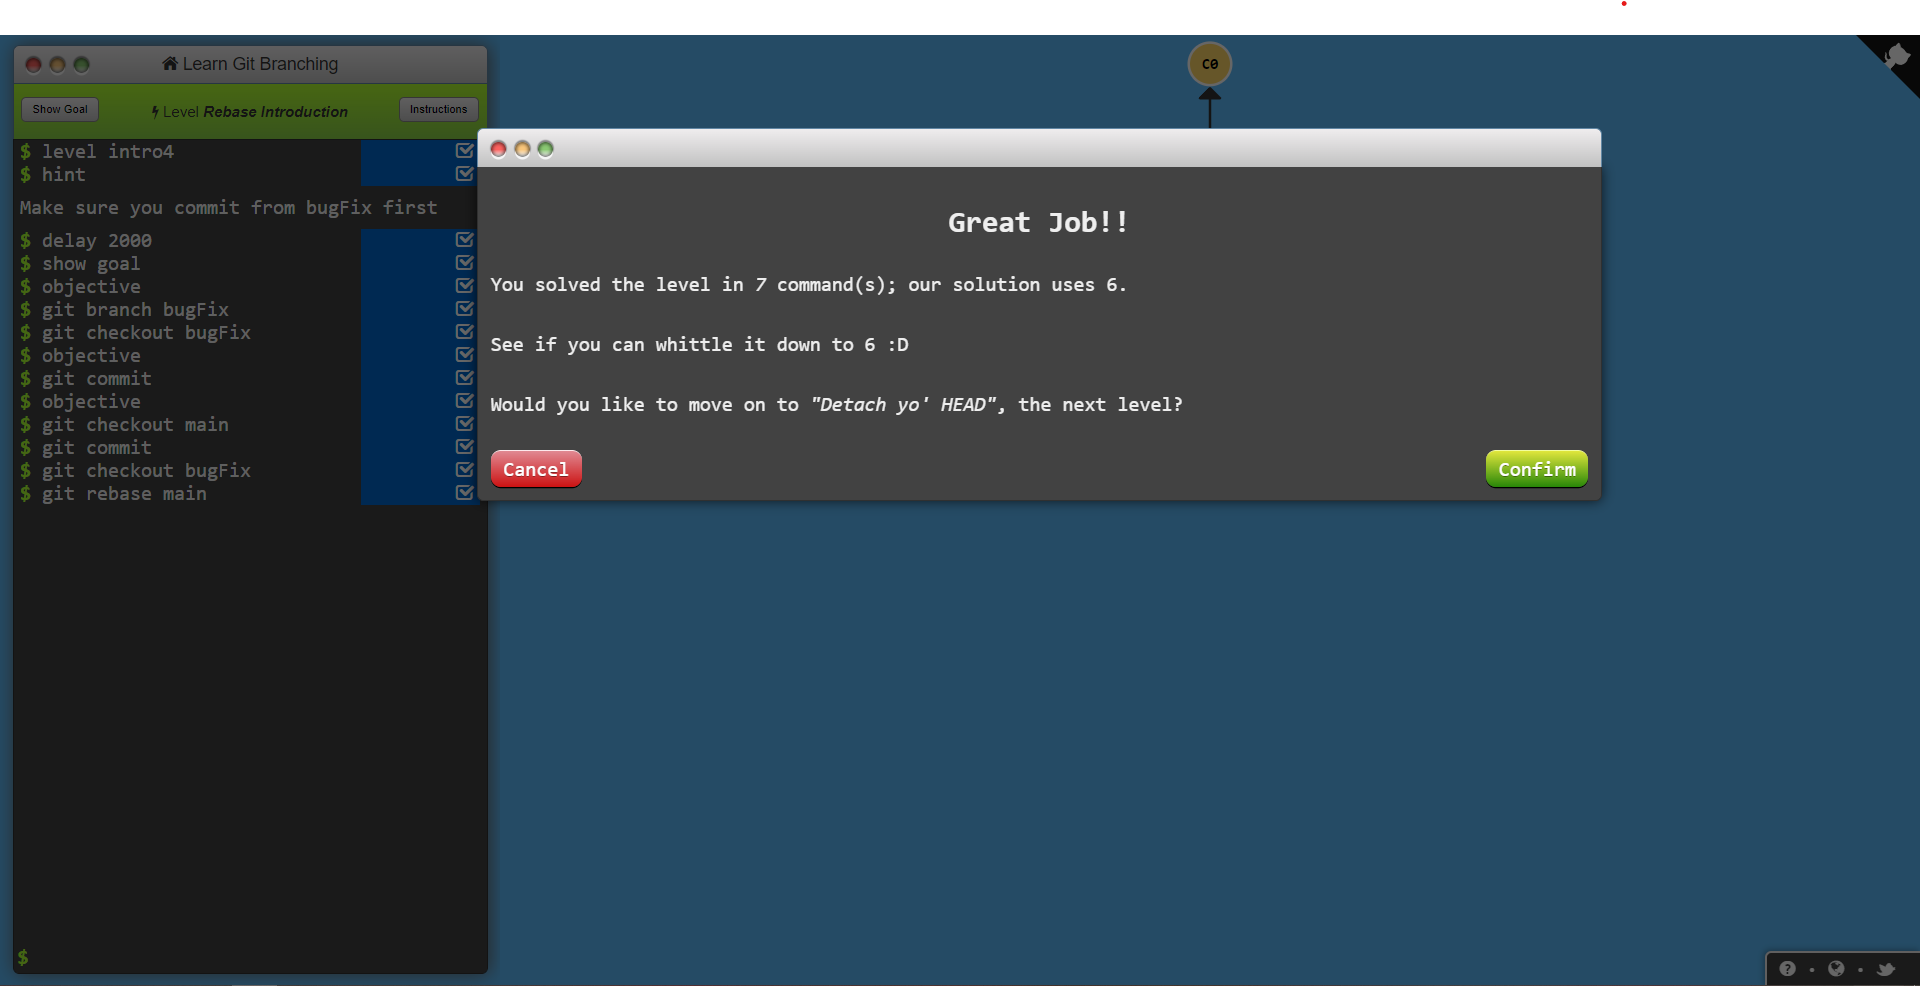 Learn Git Branching
Show Goal
Level Rebase Introduction
Instructions
$ level intro4
$ hint
Make sure you commit from bugFix first
$ delay 2000
$ show goal
$ objective
$ git branch bugFix
$ git checkout bugFix
$ objective
$ git commit
$ objective
$ git checkout main
$ git commit
$ git checkout bugFix
$ git rebase main
$
C0
Great Job!!
You solved the level in 7 command(s); our solution uses 6.
See if you can whittle it down to 6 :D
Would you like to move on to "Detach yo' HEAD", the next level?
Cancel
Confirm